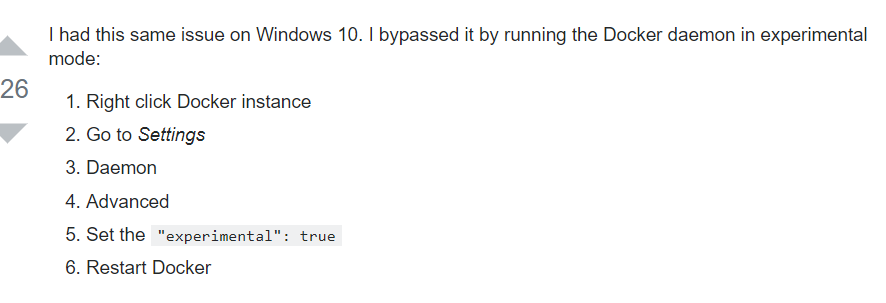 I had this same issue on Windows 10. I bypassed it by running the Docker daemon in experimental
mode:
26
1. Right click Docker instance
2. Go to Settings
3. Daemon
4. Advanced
5. Set the "experimental": true
6. Restart Docker